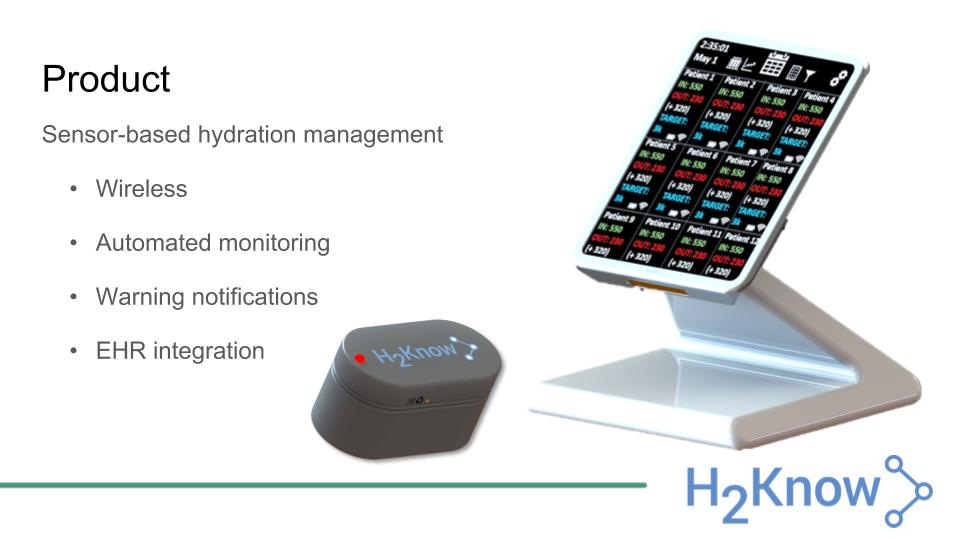 Product
Sensor-based hydration management
• Wireless
• Automated monitoring
• Warning notifications
• EHR integration
H2Know
2:35:01
May 1
Patient 1 Patient 2 Patient 3 Patient 4
IN: 550 IN: 550 IN: 550 IN: 550
OUT: 230 OUT: 230 OUT: 230 OUT: 230
(+ 320) (+ 320) (+ 320) (+ 320)
TARGET: TARGET: TARGET: TARGET:
3k 3k 3k 3k
Patient 5 Patient 6 Patient 7 Patient 8
IN: 550 IN: 550 IN: 550 IN: 550
OUT: 230 OUT: 230 OUT: 230 OUT: 230
(+ 320) (+ 320) (+ 320) (+ 320)
TARGET: TARGET: TARGET: TARGET:
3k 3k 3k 3k
Patient 9 Patient 10 Patient 11 Patient 12
IN: 550 IN: 550 IN: 550 IN: 550
OUT: 230 OUT: 230 OUT: 230 OUT: 230
(+ 320) (+ 320) (+ 320) (+ 320)
H2Know